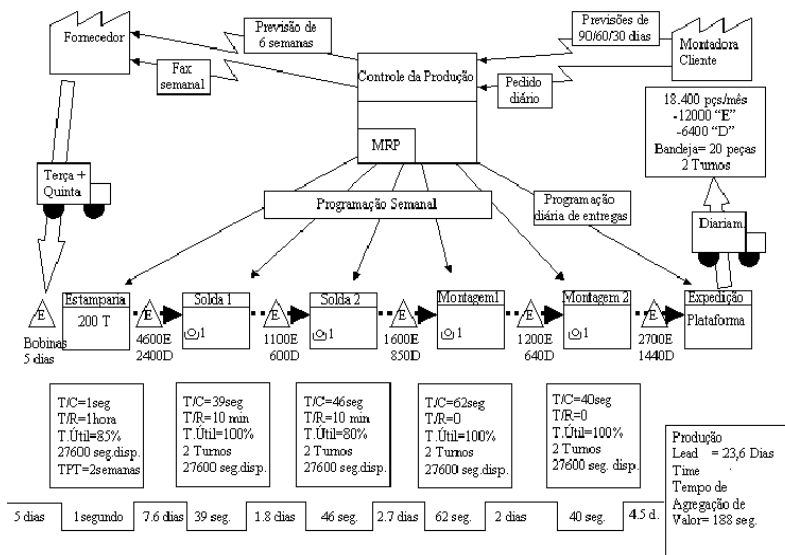 Fornecedor
Previsão de
6 semanas
Fax
semanal
Controle da Produção
MRP
Previsões de
90/60/30 dias
Pedido
diário
Montadora
Cliente
18.400 pçs/mês
-12000 “E”
-6400 “D”
Bandeja= 20 peças
2 Turnos
Terça +
Quinta
Programação Semanal
Programação
diária de entregas
Diariam.
E
Bobinas
5 dias
Estamparia
200 T
E
4600E
2400D
Solda 1
1
E
1100E
600D
Solda 2
1
E
1600E
850D
Montagem1
1
E
1200E
640D
Montagem 2
1
E
2700E
1440D
Expedição
Plataforma
T/C=1seg
T/R=1hora
T.Útil=85%
27600 seg.disp.
TPT=2semanas
T/C=39seg
T/R=10 min
T.Útil=100%
2 Turnos
27600 seg.disp.
T/C=46seg
T/R=10 min
T.Útil=80%
2 Turnos
27600 seg.disp.
T/C=62seg
T/R=0
T.Útil=100%
2 Turnos
27600 seg.disp.
T/C=40seg
T/R=0
T.Útil=100%
2 Turnos
27600 seg. disp.
Produção
Lead = 23,6 Dias
Time
Tempo de
Agregação de
Valor= 188 seg.
5 dias
1segundo
7.6 dias
39 seg.
1.8 dias
46 seg.
2.7 dias
62 seg.
2 dias
40 seg.
4.5 d.